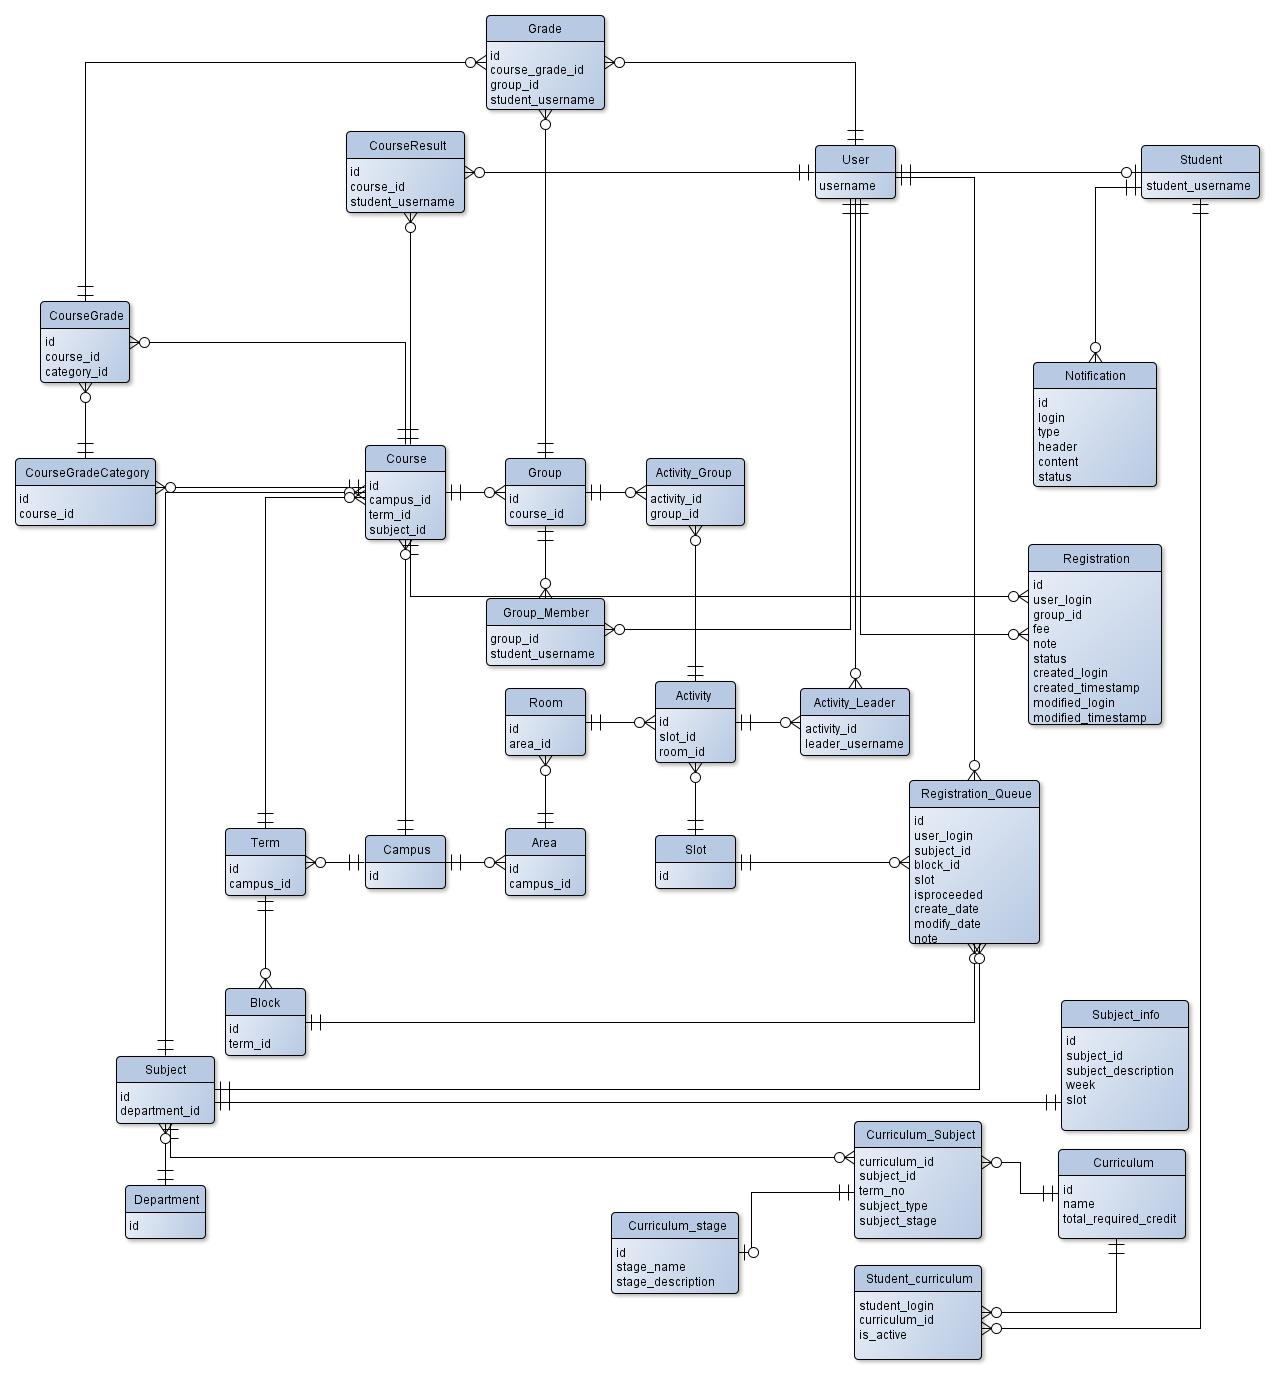 Grade
id
course_grade_id
group_id
student_username
CourseResult
id
course_id
student_username
User
username
Student
student_username
CourseGrade
id
course_id
category_id
Notification
id
login
type
header
content
status
CourseGradeCategory
id
course_id
Course
id
campus_id
term_id
subject_id
Group
id
course_id
Activity_Group
activity_id
group_id
Registration
id
user_login
group_id
fee
note
status
created_login
created_timestamp
modified_login
modified_timestamp
Group_Member
group_id
student_username
Room
id
area_id
Activity
id
slot_id
room_id
Activity_Leader
activity_id
leader_username
Registration_Queue
id
user_login
subject_id
block_id
slot
isproceeded
create_date
modify_date
note
Term
id
campus_id
Campus
id
Area
id
campus_id
Slot
id
Block
id
term_id
Subject
id
department_id
Subject_info
id
subject_id
subject_description
week
slot
Department
id
Curriculum_Subject
curriculum_id
subject_id
term_no
subject_type
subject_stage
Curriculum
id
name
total_required_credit
Curriculum_stage
id
stage_name
stage_description
Student_curriculum
student_login
curriculum_id
is_active